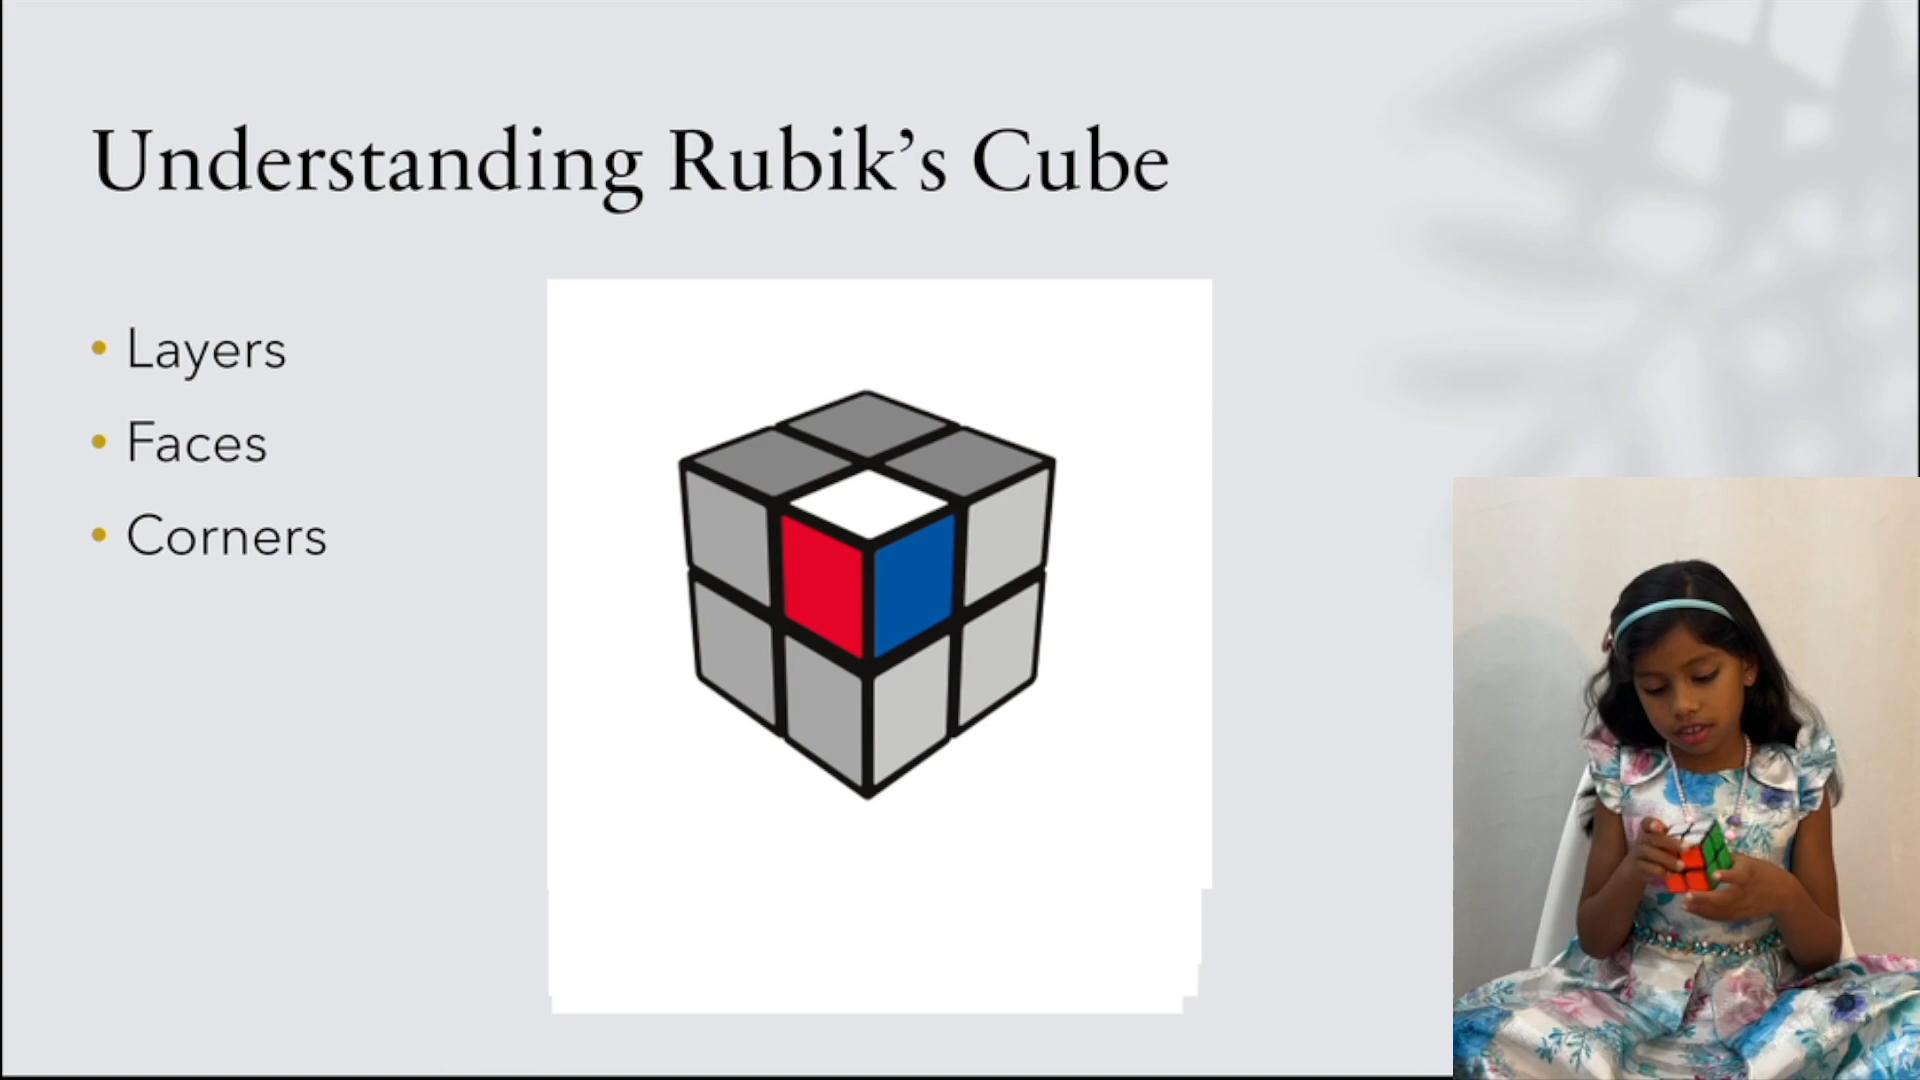 Understanding Rubik’s Cube
• Layers
• Faces
• Corners